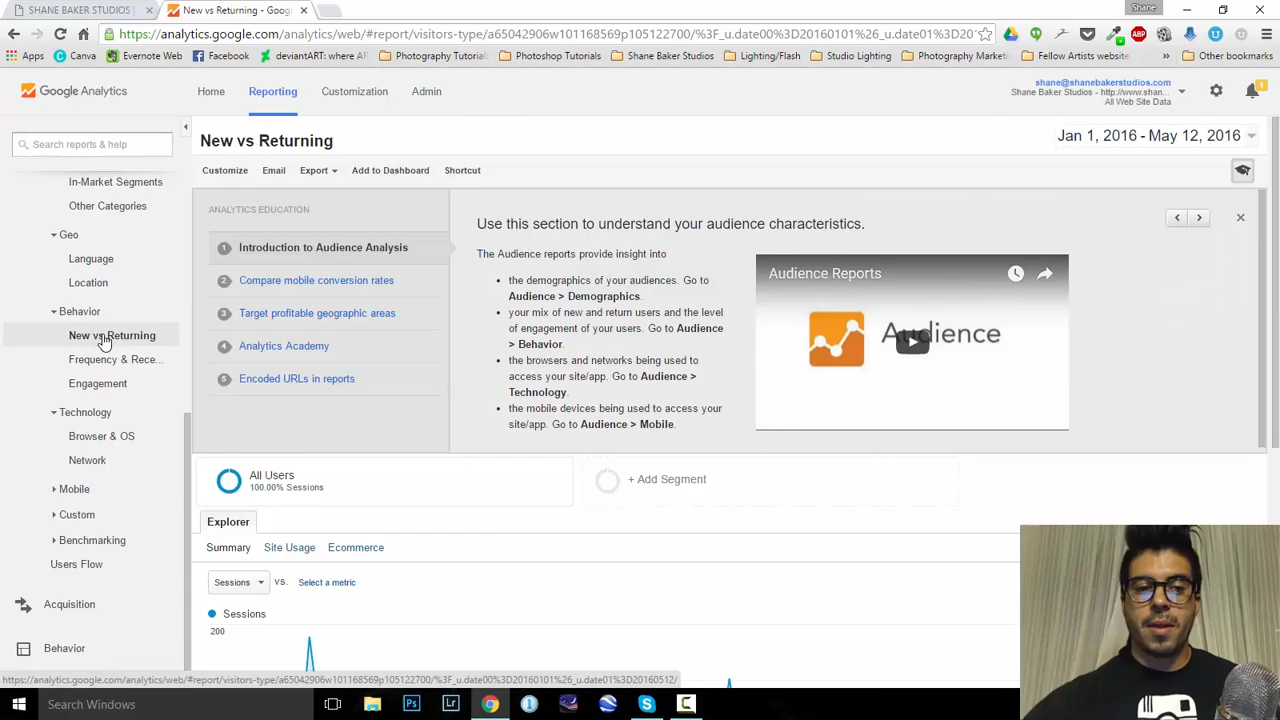 SHANE BAKER STUDIOS |
New vs Returning - Goog
Shane
https://analytics.google.com/analytics/web/#report/visitors-type/a65042906w101168569p105122700/%3F_u.date00%3D20160101%26_u.date01%3D20160512/
Apps
Canva
Evernote Web
Facebook
deviantART: where AR
Photography Tutorial
Photoshop Tutorials
Shane Baker Studios
Lighting/Flash
Studio Lighting
Photography Market
Fellow Artists websit
»
Other bookmarks
Google Analytics
Home
Reporting
Customization
Admin
shane@shanebakerstudios.com
Shane Baker Studios - http://www.shan...
All Web Site Data
1
Search reports & help
In-Market Segments
Other Categories
Geo
Language
Location
Behavior
New vs Returning
Frequency & Rece...
Engagement
Technology
Browser & OS
Network
Mobile
Custom
Benchmarking
Users Flow
Acquisition
Behavior
New vs Returning
Jan 1, 2016 - May 12, 2016
Customize
Email
Export
Add to Dashboard
Shortcut
ANALYTICS EDUCATION
1 Introduction to Audience Analysis
2 Compare mobile conversion rates
3 Target profitable geographic areas
4 Analytics Academy
5 Encoded URLs in reports
Use this section to understand your audience characteristics.
The Audience reports provide insight into
• the demographics of your audiences. Go to
Audience > Demographics.
• your mix of new and return users and the level
of engagement of your users. Go to Audience
> Behavior.
• the browsers and networks being used to
access your site/app. Go to Audience >
Technology.
• the mobile devices being used to access your
site/app. Go to Audience > Mobile.
Audience Reports
Audience
All Users
100.00% Sessions
+ Add Segment
Explorer
Summary
Site Usage
Ecommerce
Sessions
VS.
Select a metric
Sessions
200
https://analytics.google.com/analytics/web/#report/visitors-type/a65042906w101168569p105122700/%3F_u.date00%3D20160101%26_u.date01%3D20160512/
Search Windows